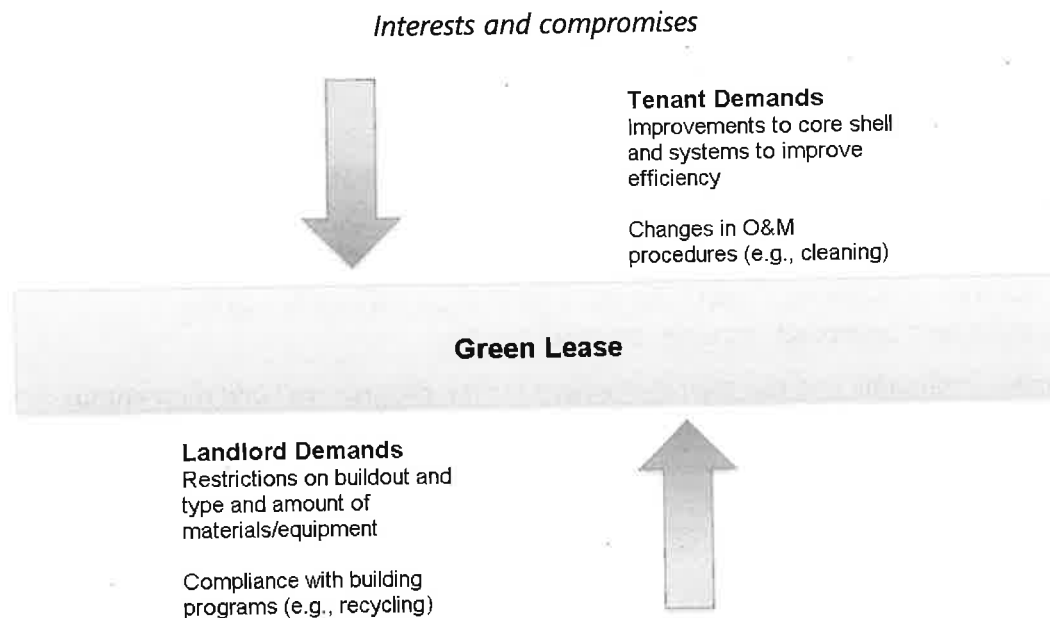 Interests and compromises
Tenant Demands
Improvements to core shell
and systems to improve
efficiency
Changes in O&M
procedures (e.g., cleaning)
Green Lease
Landlord Demands
Restrictions on buildout and
type and amount of
materials/equipment
Compliance with building
programs (e.g., recycling)